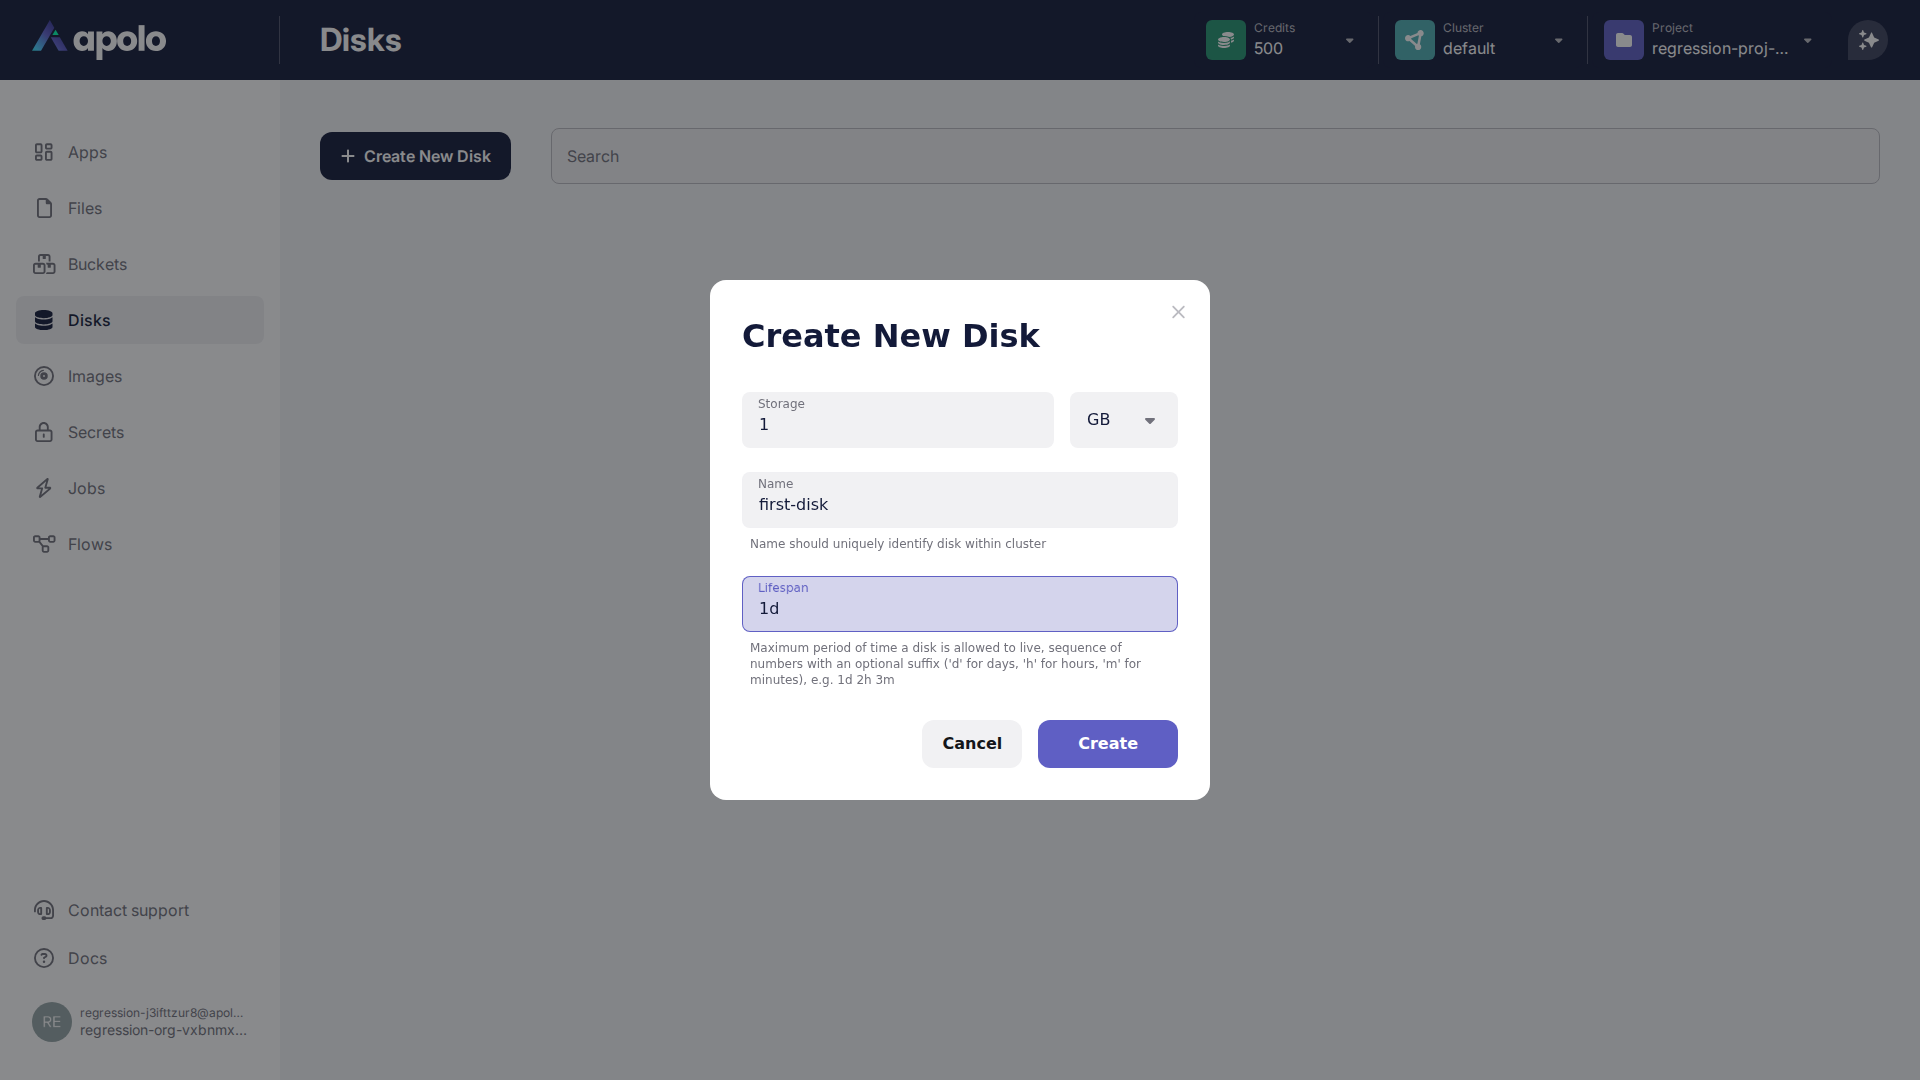 apolo
Disks
Credits
500
Cluster
default
Project
regression-proj-...
Apps
Files
Buckets
Disks
Images
Secrets
Jobs
Flows
Contact support
Docs
RE
regression-j3ifttzur8@apol...
regression-org-vxbnmx...
+ Create New Disk
Search
Create New Disk
Storage
1
GB
Name
first-disk
Name should uniquely identify disk within cluster
Lifespan
1d
Maximum period of time a disk is allowed to live, sequence of
numbers with an optional suffix ('d' for days, 'h' for hours, 'm' for
minutes), e.g. 1d 2h 3m
Cancel
Create